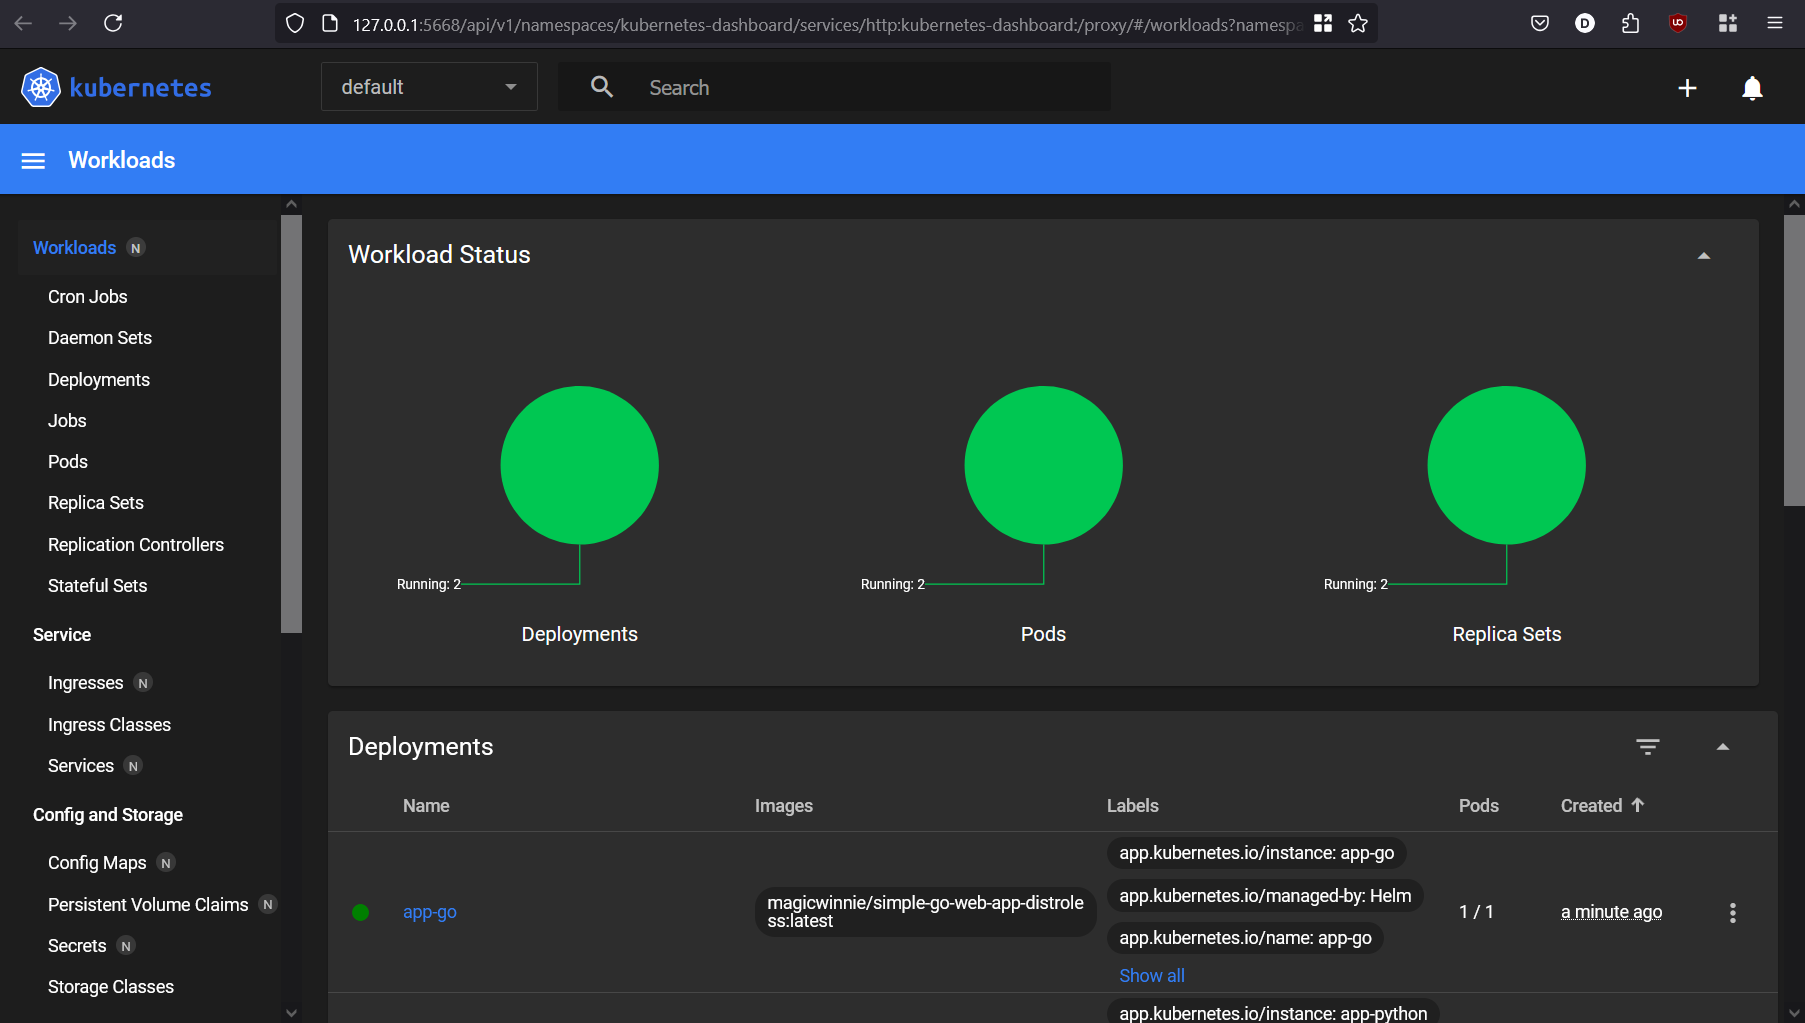 127.0.0.1:5668/api/v1/namespaces/kubernetes-dashboard/services/http:kubernetes-dashboard:/proxy/#/workloads?namespa
D
kubernetes
default
Search
Workloads
Workloads N
Cron Jobs
Daemon Sets
Deployments
Jobs
Pods
Replica Sets
Replication Controllers
Stateful Sets
Service
Ingresses N
Ingress Classes
Services N
Config and Storage
Config Maps N
Persistent Volume Claims N
Secrets N
Storage Classes
Workload Status
Running: 2
Deployments
Running: 2
Pods
Running: 2
Replica Sets
Deployments
Name Images Labels Pods Created
app-go
magicwinnie/simple-go-web-app-distrole
ss:latest
app.kubernetes.io/instance: app-go
app.kubernetes.io/managed-by: Helm
app.kubernetes.io/name: app-go
Show all
1 / 1
a minute ago
app.kubernetes.io/instance: app-python